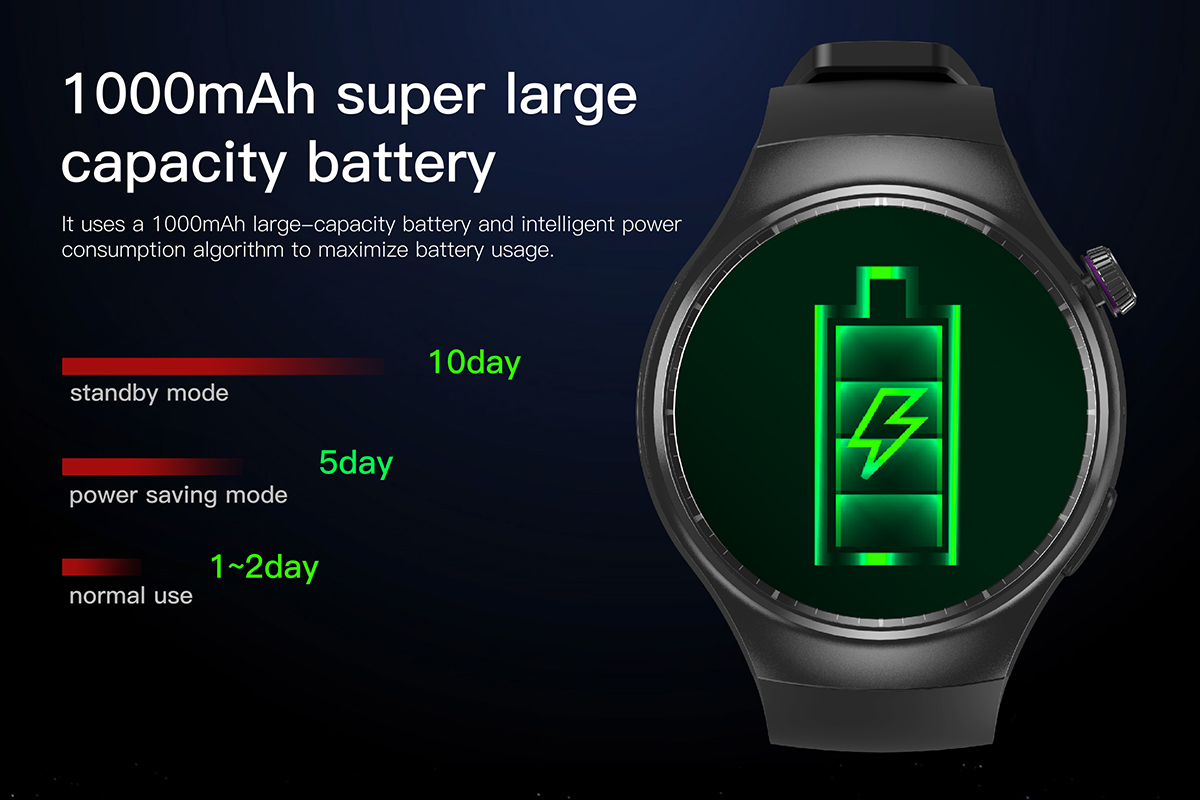 1000mAh super large
capacity battery
It uses a 1000mAh large-capacity battery and intelligent power
consumption algorithm to maximize battery usage.
10day
standby mode
5day
power saving mode
1~2day
normal use